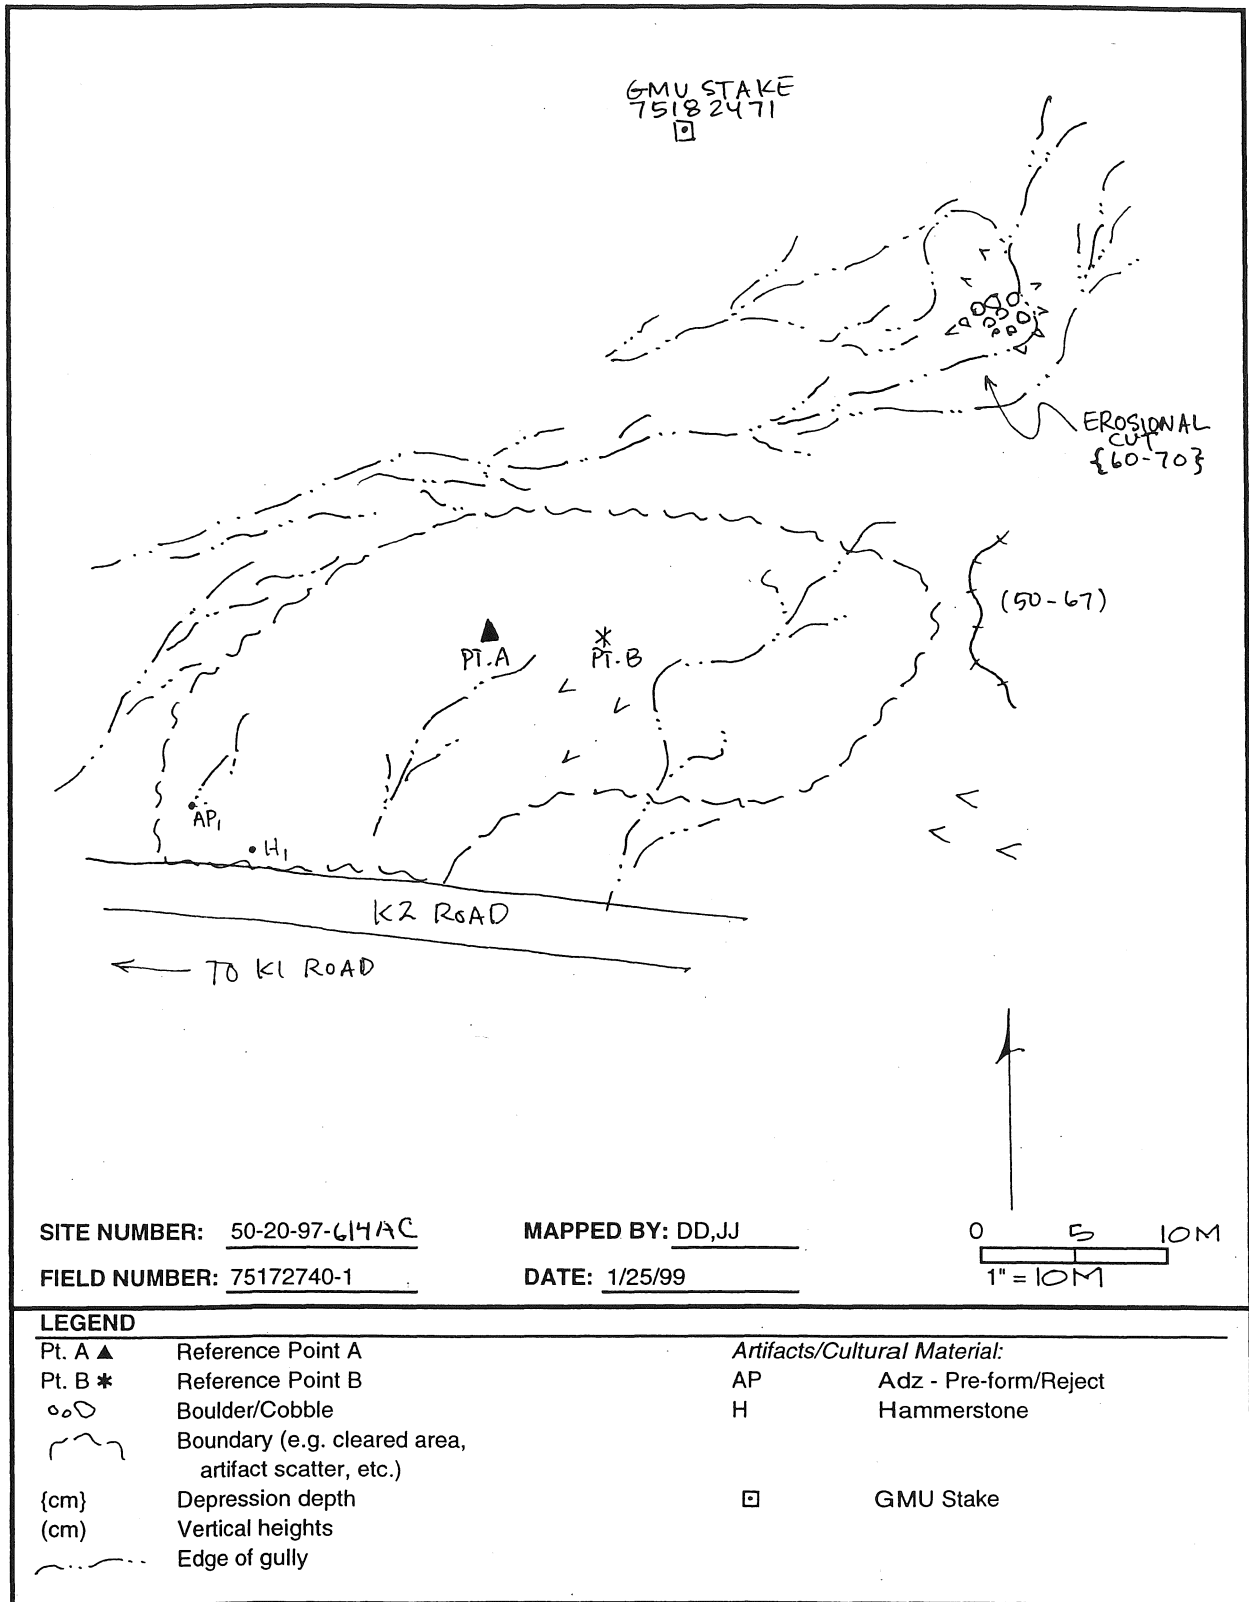 GMU STAKE
75182471
EROSIONAL
CUT
{60-70}
(50-67)
PT.A
PT.B
AP1
H1
K2 ROAD
TO K1 ROAD
SITE NUMBER: 50-20-97-614AC
MAPPED BY: DD,JJ
0 5 10M
FIELD NUMBER: 75172740-1
DATE: 1/25/99
1" = 10M
LEGEND
Pt. A ▲ Reference Point A
Artifacts/Cultural Material:
Pt. B * Reference Point B
AP Adz - Pre-form/Reject
Boulder/Cobble
H Hammerstone
Boundary (e.g. cleared area,
artifact scatter, etc.)
{cm} Depression depth
GMU Stake
(cm) Vertical heights
Edge of gully